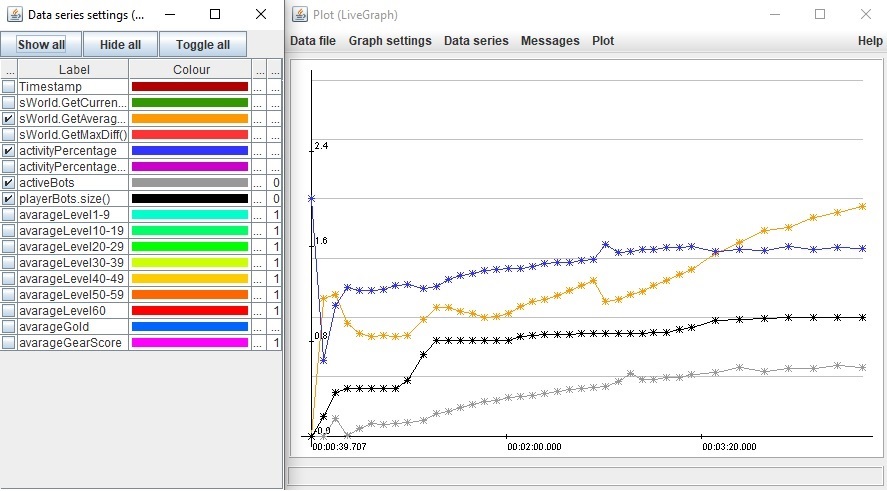 Data series settings (...
Show all Hide all Toggle all
... Label Colour ... ...
Timestamp ... ...
sWorld.GetCurren... ... ...
sWorld.GetAverag... ... ...
sWorld.GetMaxDiff() ... ...
activityPercentage ... ...
activityPercentage... ... ...
activeBots ... 0
playerBots.size() ... 0
avarageLevel1-9 ... 1
avarageLevel10-19 ... 1
avarageLevel20-29 ... 1
avarageLevel30-39 ... 1
avarageLevel40-49 ... 1
avarageLevel50-59 ... 1
avarageLevel60 ... 1
avarageGold ... ...
avarageGearScore ... 1
Plot (LiveGraph)
Data file Graph settings Data series Messages Plot Help
2.4
1.6
0.8
00:00:39.707 00:02:00.000 00:03:20.000